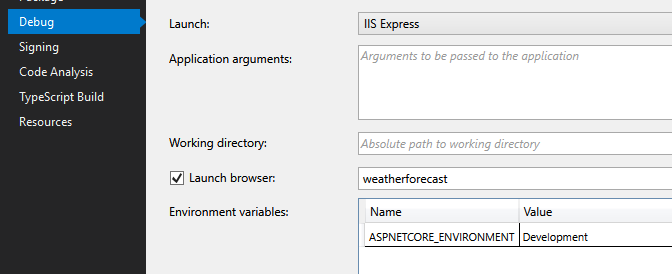 Debug
Signing
Code Analysis
TypeScript Build
Resources
Launch:
IIS Express
Application arguments:
Arguments to be passed to the application
Working directory:
Absolute path to working directory
Launch browser:
weatherforecast
Environment variables:
Name Value
ASPNETCORE_ENVIRONMENT Development